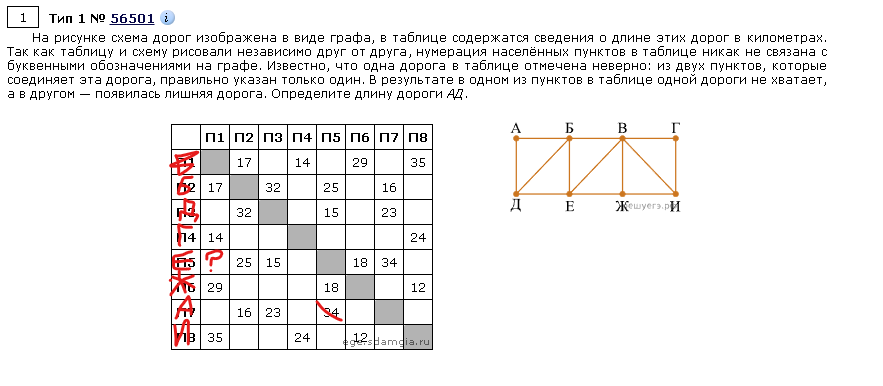 1 Тип 1 № 56501 i
На рисунке схема дорог изображена в виде графа, в таблице содержатся сведения о длине этих дорог в километрах.
Так как таблицу и схему рисовали независимо друг от друга, нумерация населённых пунктов в таблице никак не связана с
буквенными обозначениями на графе. Известно, что одна дорога в таблице отмечена неверно: из двух пунктов, которые
соединяет эта дорога, правильно указан только один. В результате в одном из пунктов в таблице одной дороги не хватает,
а в другом — появилась лишняя дорога. Определите длину дороги АД.
П1 П2 П3 П4 П5 П6 П7 П8
П1 17 14 29 35
П2 17 32 25 16
П3 32 15 23
П4 14 24
П5 ? 25 15 18 34
П6 29 18 12
П7 16 23 34
П8 35 24 12
А Б В Г
Д Е Ж И
ege.sdamgia.ru